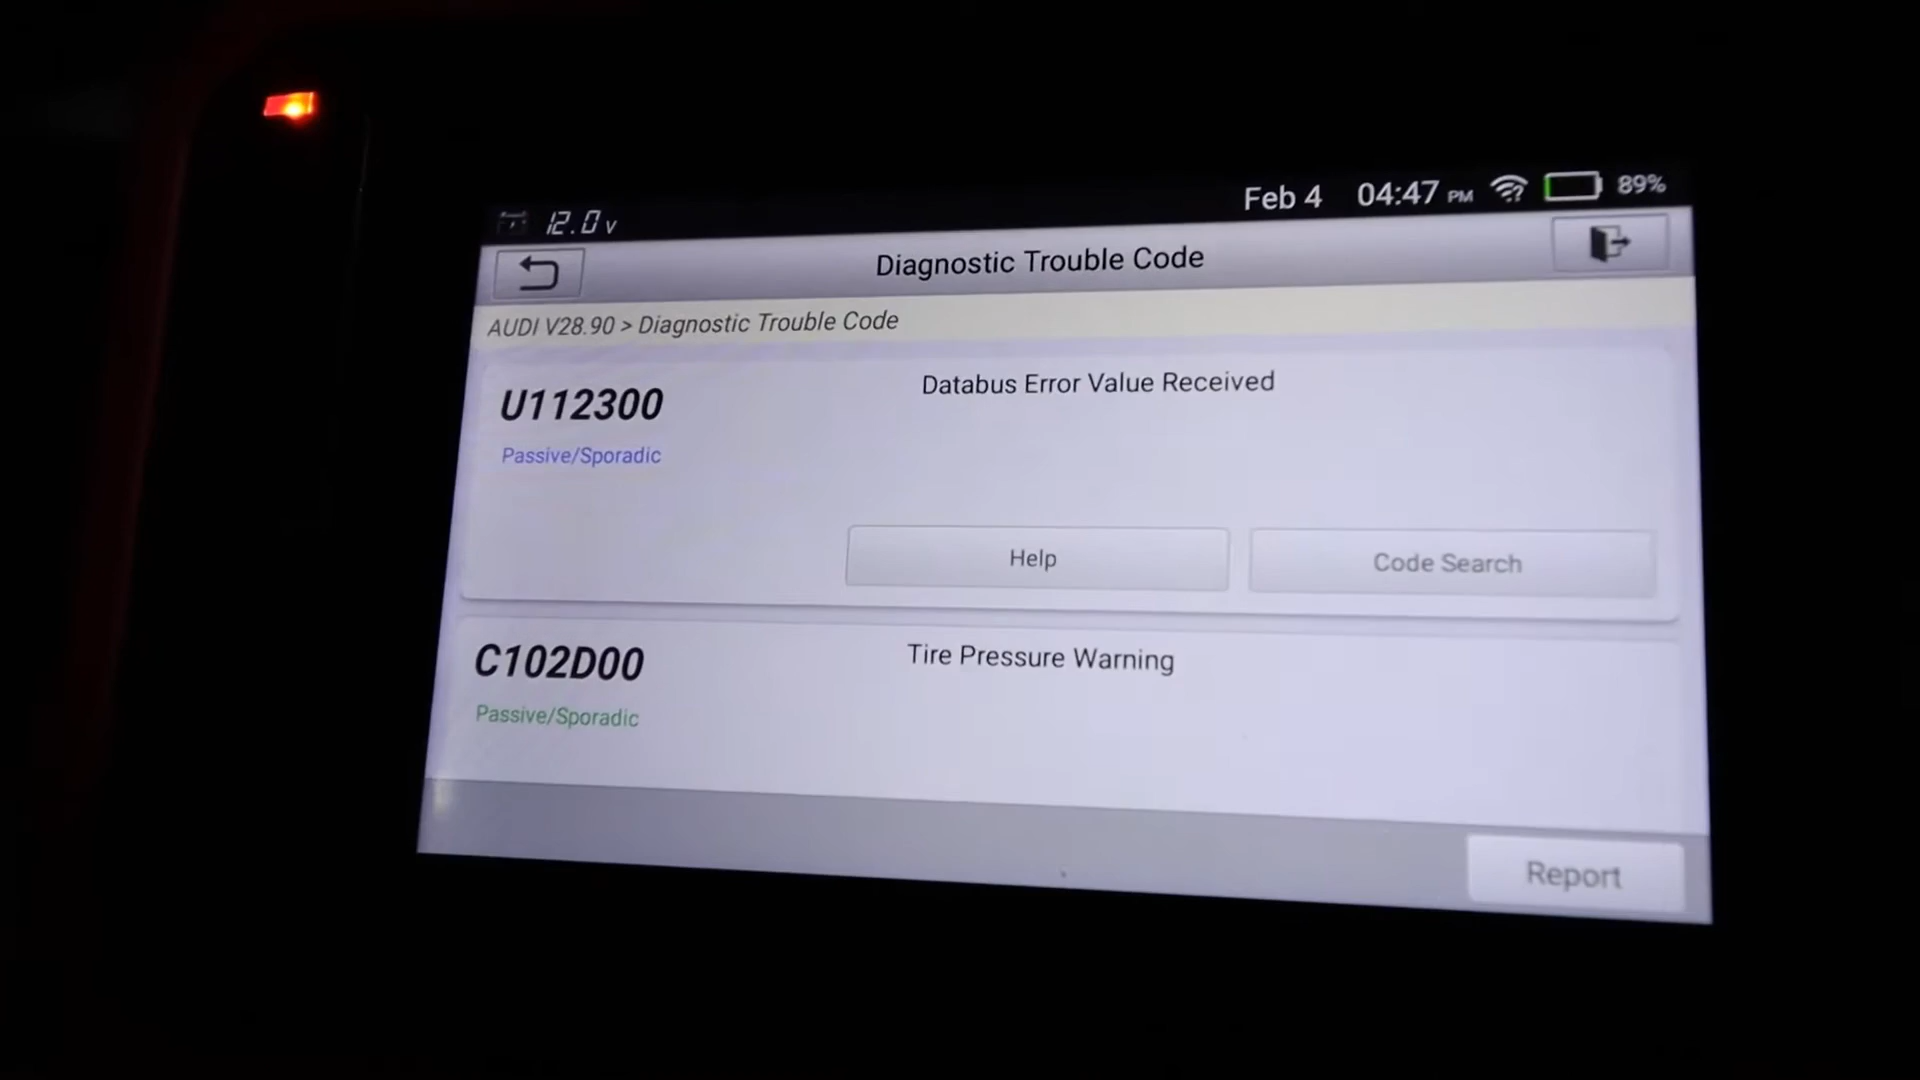 12.0 v
Feb 4 04:47 PM 89%
Diagnostic Trouble Code
AUDI V28.90 > Diagnostic Trouble Code
U112300
Databus Error Value Received
Passive/Sporadic
Help
Code Search
C102D00
Tire Pressure Warning
Passive/Sporadic
Report